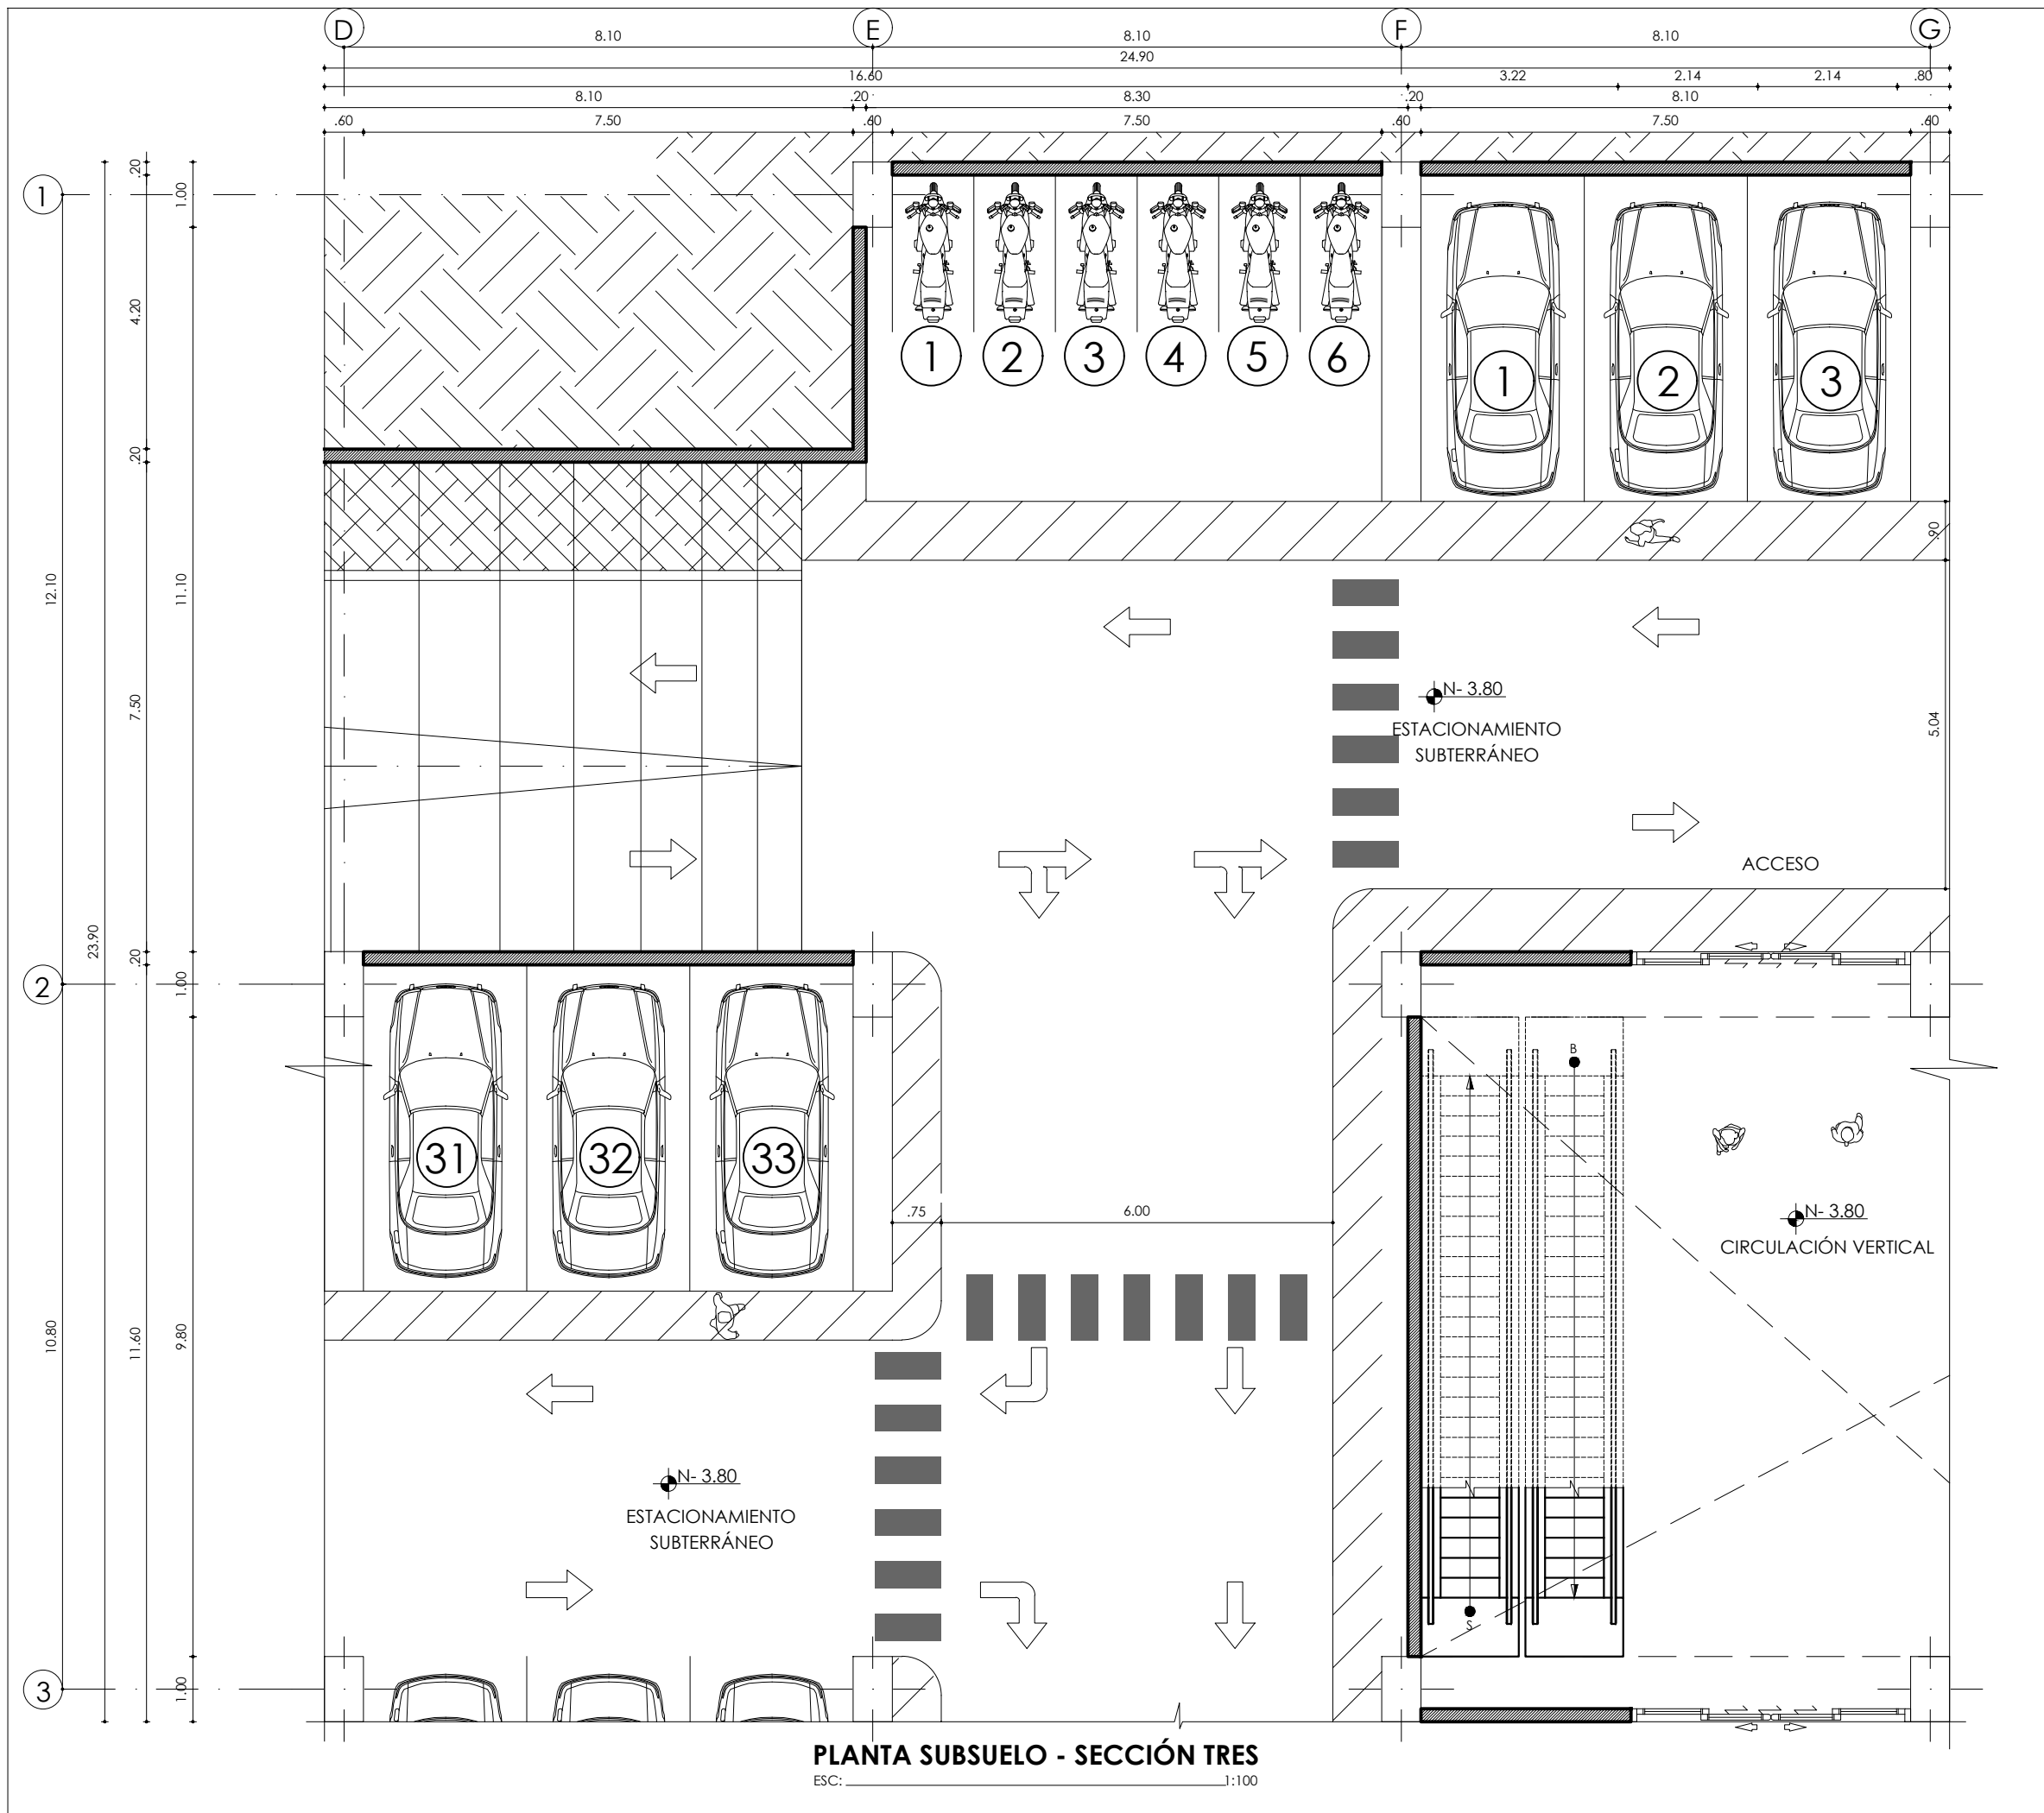 D E F G
8.10 8.10 8.10
24.90
16.60 3.22 2.14 2.14 .80
8.10 .20 8.30 .20 8.10
.60 7.50 .60 7.50 .60 7.50 .60
1
.20
1.00
4.20
.20
12.10
11.10
7.50
23.90
.20
1.00
2
10.80
11.60
9.80
1.00
3
1 2 3 4 5 6
1 2 3
.90
N- 3.80
ESTACIONAMIENTO
SUBTERRÁNEO
5.04
ACCESO
31 32 33
B
.75 6.00
N- 3.80
CIRCULACIÓN VERTICAL
N- 3.80
ESTACIONAMIENTO
SUBTERRÁNEO
S
PLANTA SUBSUELO - SECCIÓN TRES
ESC: 1:100